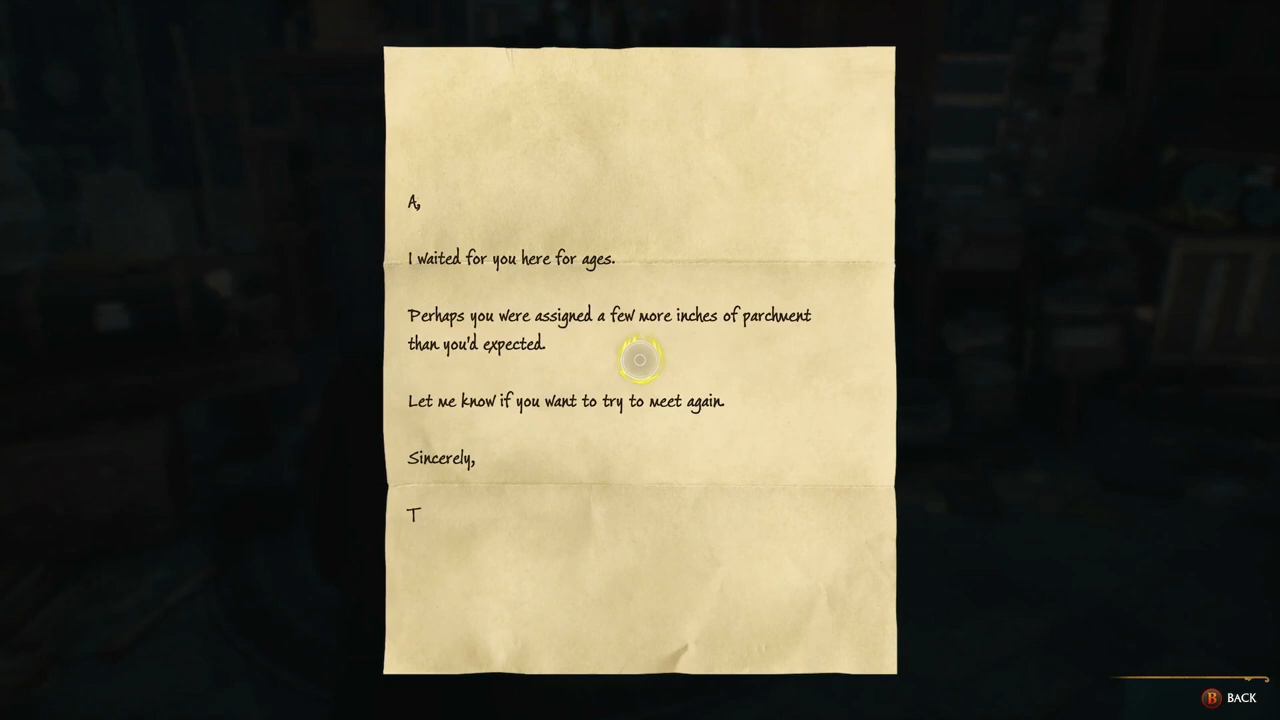 A,
I waited for you here for ages.
Perhaps you were assigned a few more inches of parchment
than you'd expected.
Let me know if you want to try to meet again.
Sincerely,
T
B BACK